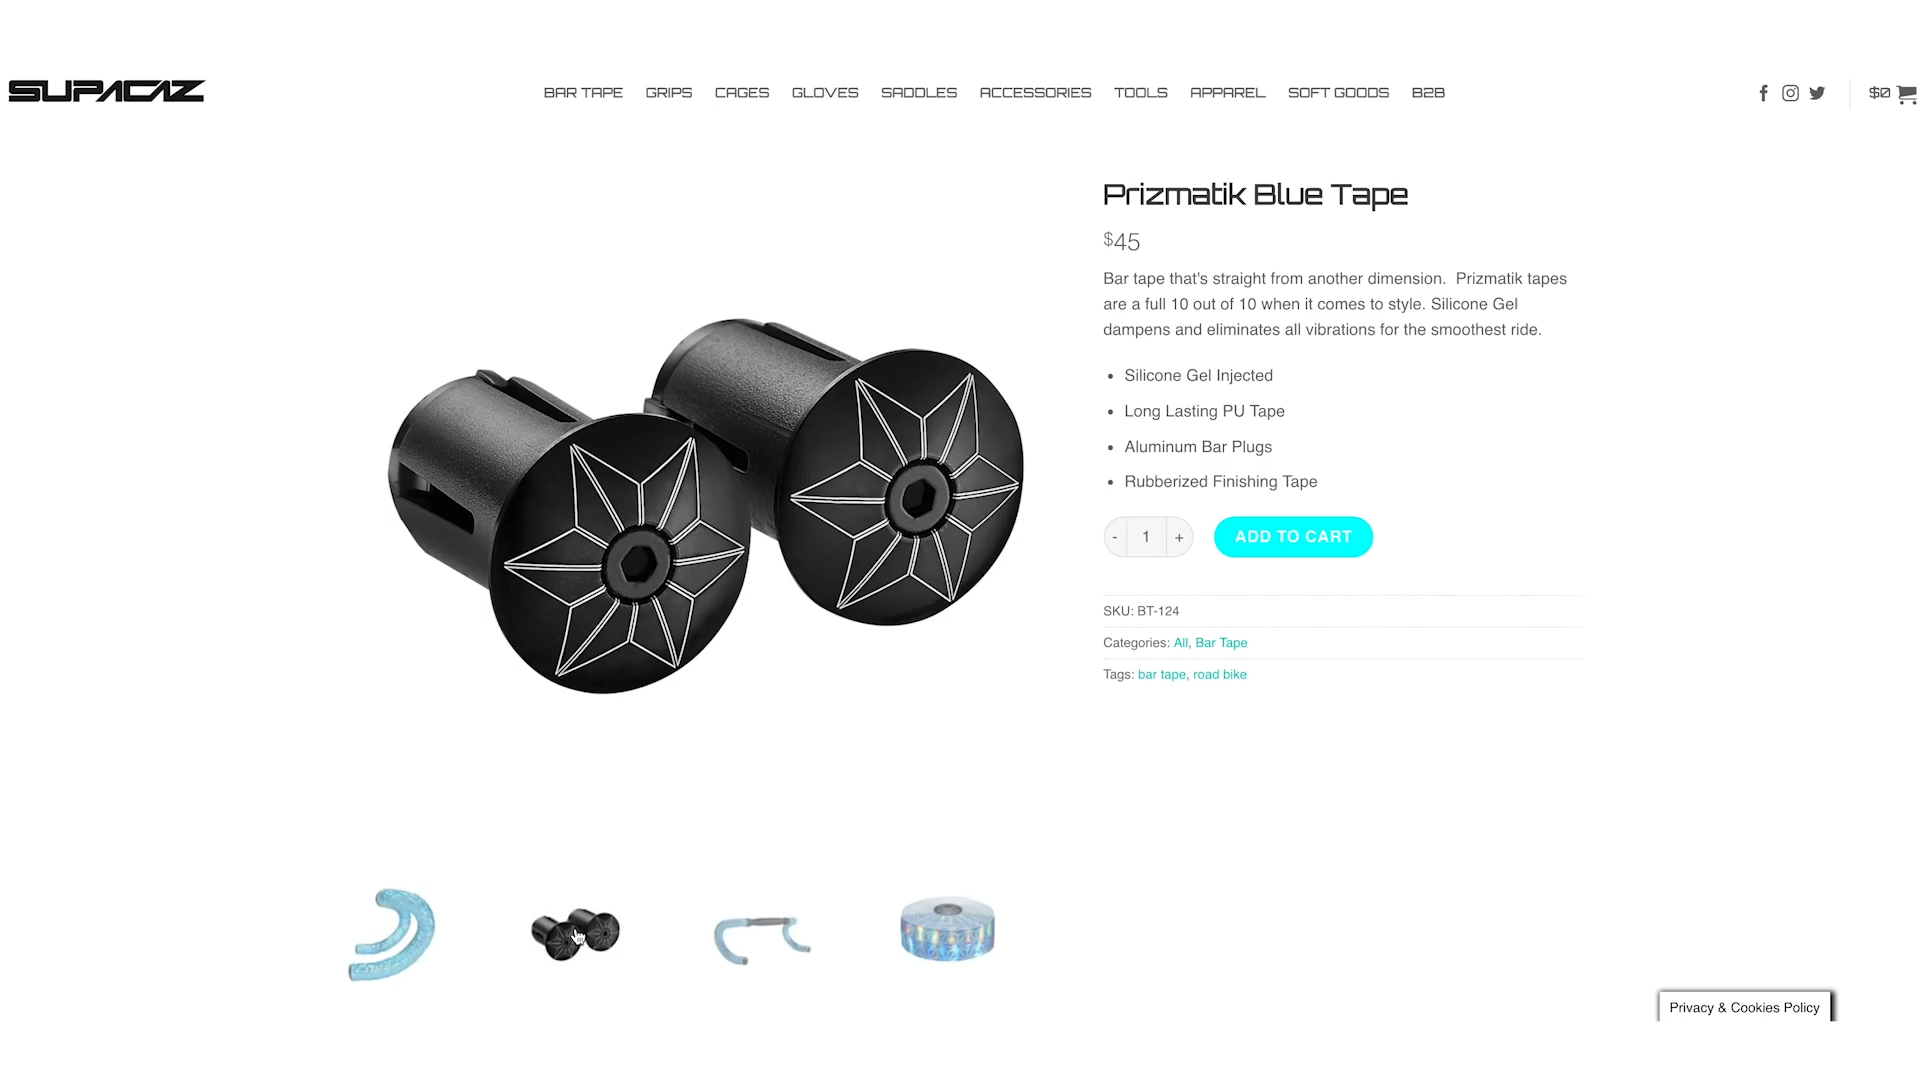 SUPACAZ
BAR TAPE GRIPS CAGES GLOVES SADDLES ACCESSORIES TOOLS APPAREL SOFT GOODS B2B
$0
Prizmatik Blue Tape
$45
Bar tape that's straight from another dimension.  Prizmatik tapes
are a full 10 out of 10 when it comes to style. Silicone Gel
dampens and eliminates all vibrations for the smoothest ride.
Silicone Gel Injected
Long Lasting PU Tape
Aluminum Bar Plugs
Rubberized Finishing Tape
- 1 + ADD TO CART
SKU: BT-124
Categories: All, Bar Tape
Tags: bar tape, road bike
Privacy & Cookies Policy